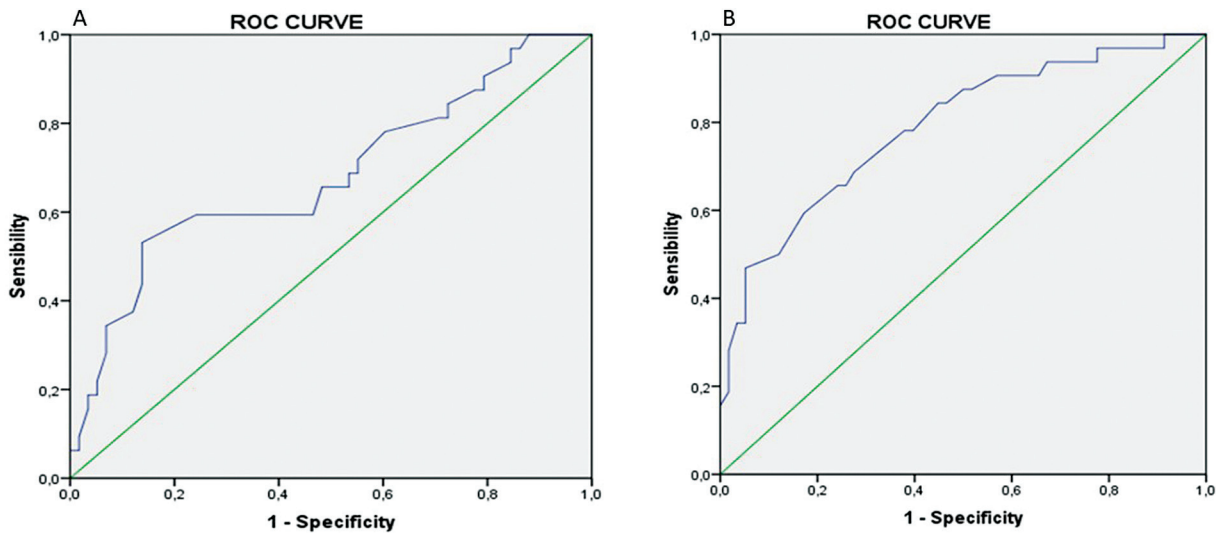 A
ROC CURVE
1,0
0,8
0,6
0,4
0,2
0,0
Sensibility
0,0 0,2 0,4 0,6 0,8 1,0
1 - Specificity
B
ROC CURVE
1,0
0,8
0,6
0,4
0,2
0,0
Sensibility
0,0 0,2 0,4 0,6 0,8 1,0
1 - Specificity